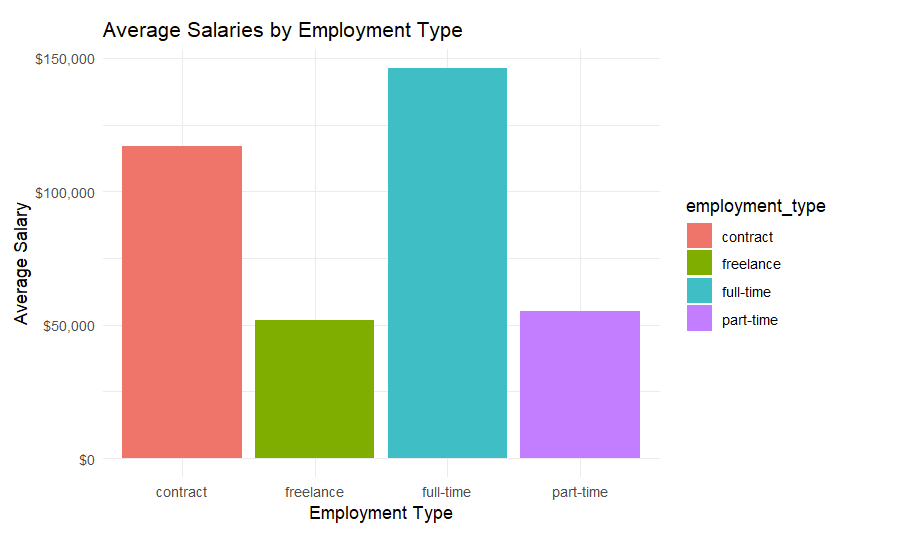 Average Salaries by Employment Type
$150,000
$100,000
$50,000
$0
Average Salary
contract freelance full-time part-time
Employment Type
employment_type
contract
freelance
full-time
part-time